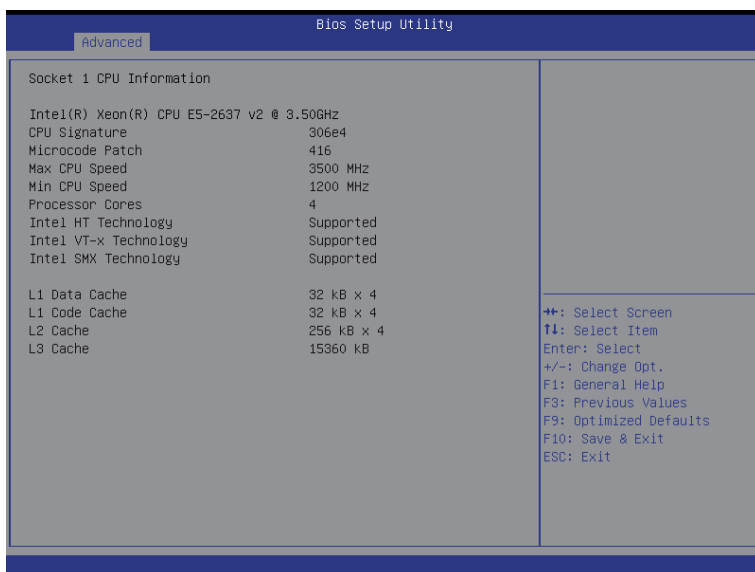 Bios Setup Utility
Advanced
Socket 1 CPU Information
Intel(R) Xeon(R) CPU E5-2637 v2 @ 3.50GHz
CPU Signature 306e4
Microcode Patch 416
Max CPU Speed 3500 MHz
Min CPU Speed 1200 MHz
Processor Cores 4
Intel HT Technology Supported
Intel VT-x Technology Supported
Intel SMX Technology Supported
L1 Data Cache 32 kB x 4
L1 Code Cache 32 kB x 4
L2 Cache 256 kB x 4
L3 Cache 15360 kB
→←: Select Screen
↑↓: Select Item
Enter: Select
+/-: Change Opt.
F1: General Help
F3: Previous Values
F9: Optimized Defaults
F10: Save & Exit
ESC: Exit